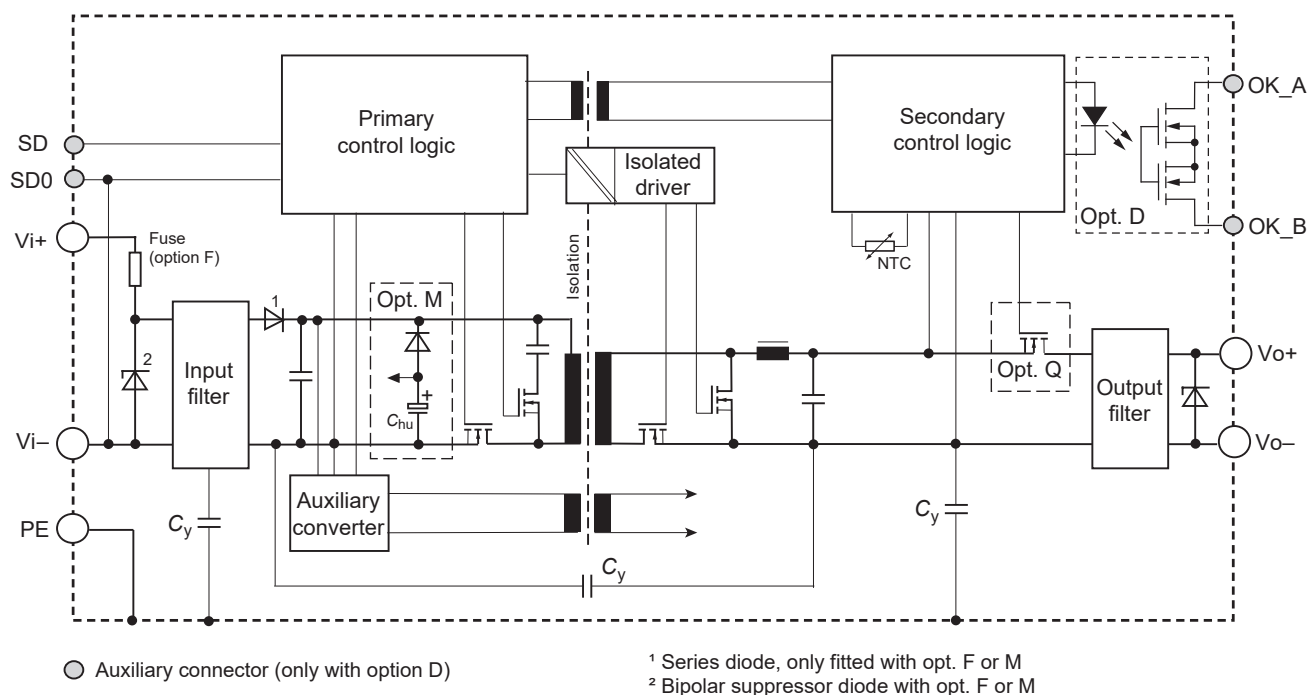 Primary
control logic
Secondary
control logic
OK_A
SD
SD0
Isolated
driver
Opt. D
OK_B
Vi+
Fuse
(option F)
NTC
Isolation
1
Opt. M
2
Input
filter
+
Chu
Opt. Q
Output
filter
Vo+
Vi–
Vo–
Auxiliary
converter
PE
Cy
Cy
Cy
Auxiliary connector (only with option D)
¹ Series diode, only fitted with opt. F or M
² Bipolar suppressor diode with opt. F or M